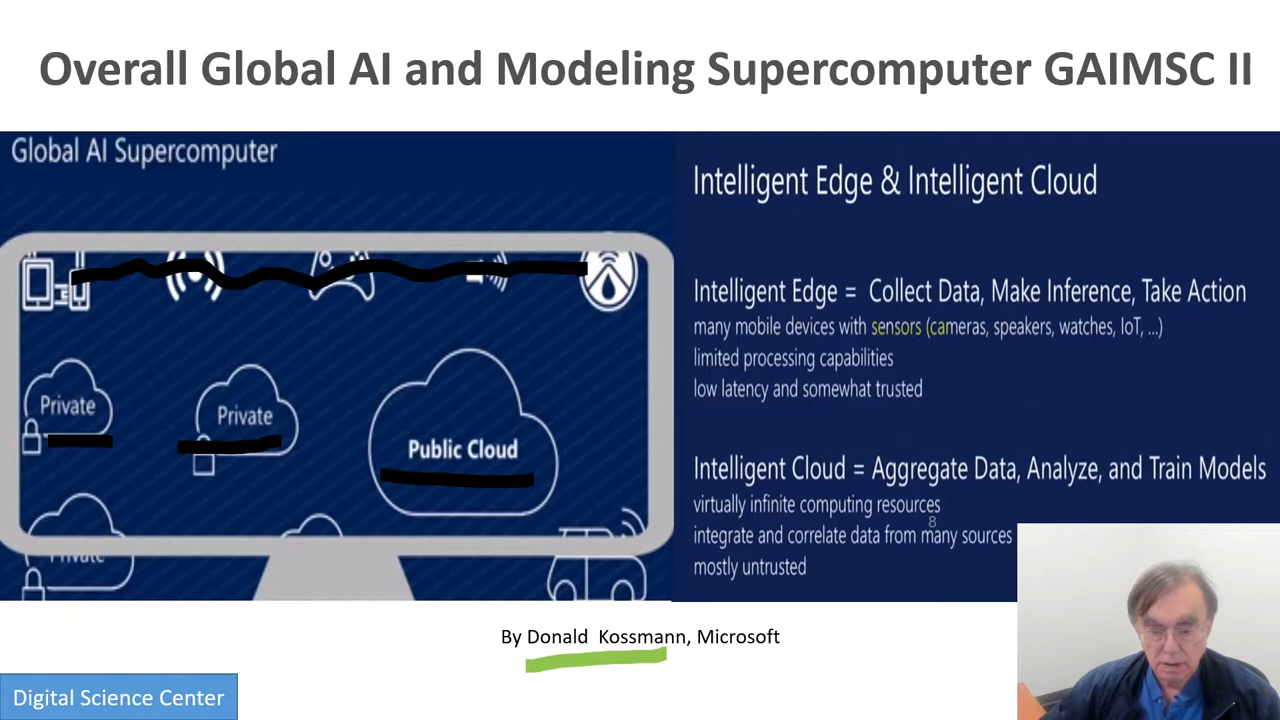 Overall Global AI and Modeling Supercomputer GAIMSC II
Global AI Supercomputer
Private
Private
Public Cloud
Private
Intelligent Edge & Intelligent Cloud
Intelligent Edge = Collect Data, Make Inference, Take Action
many mobile devices with sensors (cameras, speakers, watches, IoT, ...)
limited processing capabilities
low latency and somewhat trusted
Intelligent Cloud = Aggregate Data, Analyze, and Train Models
virtually infinite computing resources
8
integrate and correlate data from many sources
mostly untrusted
By Donald Kossmann, Microsoft
Digital Science Center